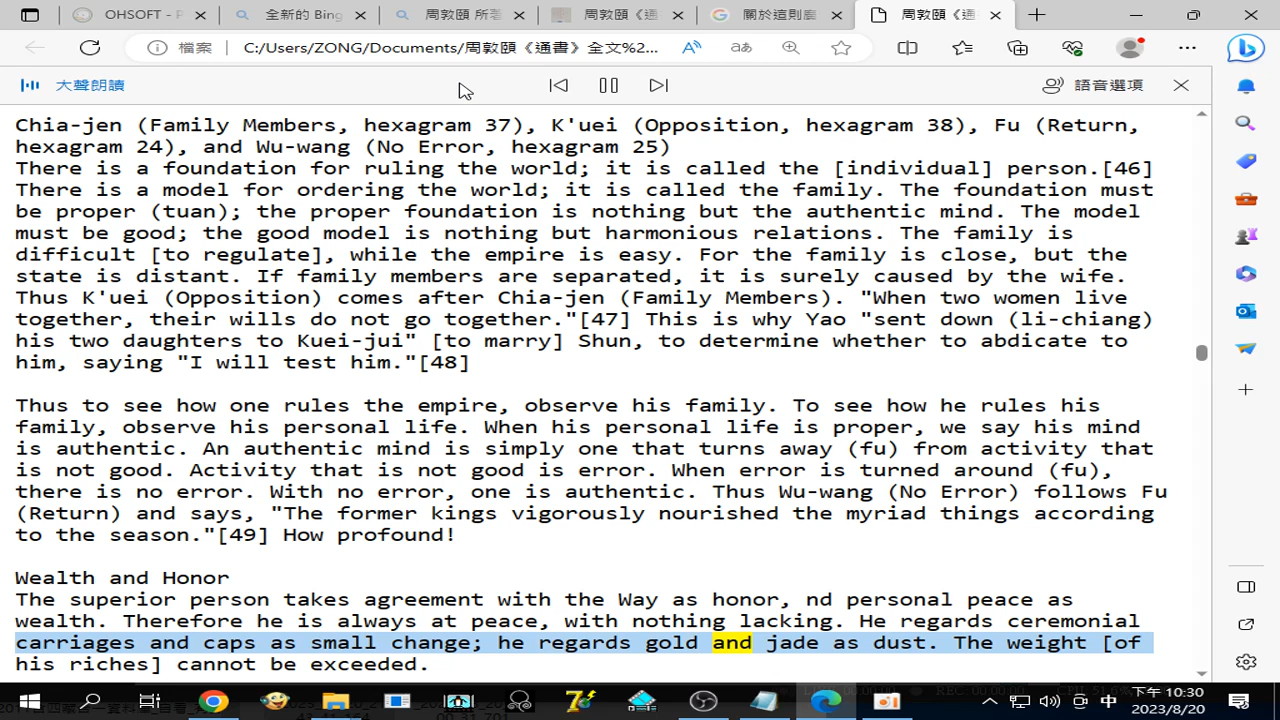 OHSOFT - P
全新的 Bing
周敦頤 所著
周敦頤《通
關於這則廳
周敦頤《通
檔案
C:/Users/ZONG/Documents/周敦頤《通書》全文%2...
大聲朗讀
語音選項
Chia-jen (Family Members, hexagram 37), K'uei (Opposition, hexagram 38), Fu (Return,
hexagram 24), and Wu-wang (No Error, hexagram 25)
There is a foundation for ruling the world; it is called the [individual] person.[46]
There is a model for ordering the world; it is called the family. The foundation must
be proper (tuan); the proper foundation is nothing but the authentic mind. The model
must be good; the good model is nothing but harmonious relations. The family is
difficult [to regulate], while the empire is easy. For the family is close, but the
state is distant. If family members are separated, it is surely caused by the wife.
Thus K'uei (Opposition) comes after Chia-jen (Family Members). "When two women live
together, their wills do not go together."[47] This is why Yao "sent down (li-chiang)
his two daughters to Kuei-jui" [to marry] Shun, to determine whether to abdicate to
him, saying "I will test him."[48]
Thus to see how one rules the empire, observe his family. To see how he rules his
family, observe his personal life. When his personal life is proper, we say his mind
is authentic. An authentic mind is simply one that turns away (fu) from activity that
is not good. Activity that is not good is error. When error is turned around (fu),
there is no error. With no error, one is authentic. Thus Wu-wang (No Error) follows Fu
(Return) and says, "The former kings vigorously nourished the myriad things according
to the season."[49] How profound!
Wealth and Honor
The superior person takes agreement with the Way as honor, nd personal peace as
wealth. Therefore he is always at peace, with nothing lacking. He regards ceremonial
carriages and caps as small change; he regards gold and jade as dust. The weight [of
his riches] cannot be exceeded.
中
下午 10:30
2023/8/20